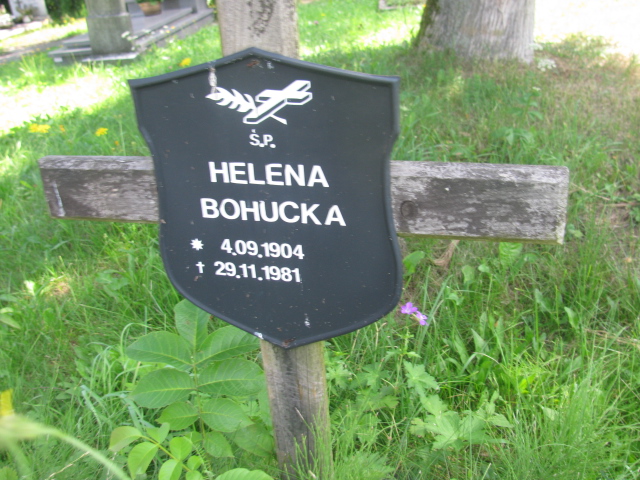 Ś.P.
HELENA
BOHUCKA
* 4.09.1904
† 29.11.1981